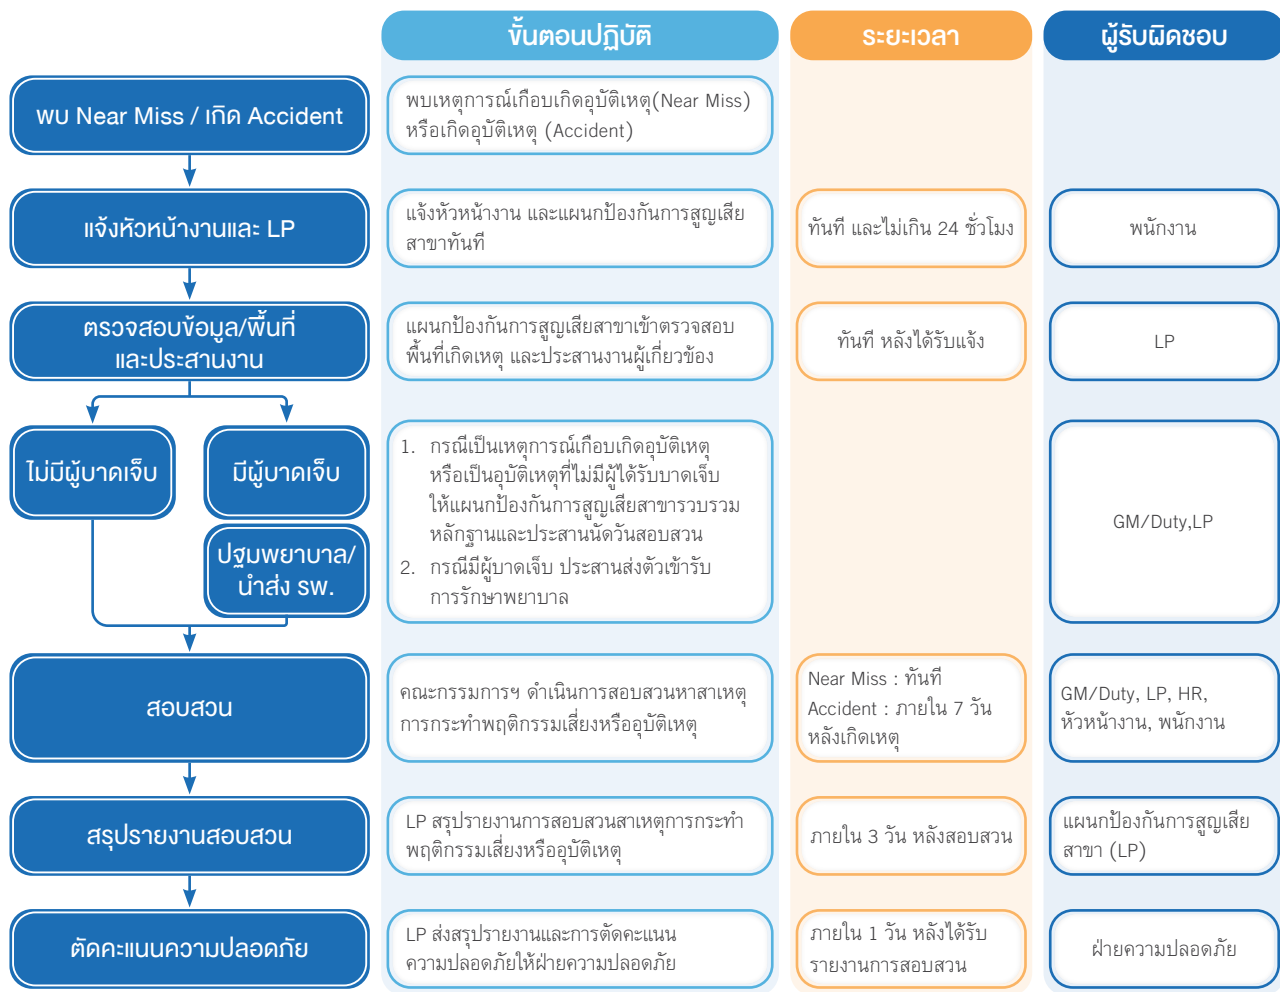 ขั้นตอนปฏิบัติ
ระยะเวลา
ผู้รับผิดชอบ
พบ Near Miss / เกิด Accident
พบเหตุการณ์เกือบเกิดอุบัติเหตุ(Near Miss)
หรือเกิดอุบัติเหตุ (Accident)
แจ้งหัวหน้างานและ LP
แจ้งหัวหน้างาน และแผนกป้องกันการสูญเสีย
สาขาทันที
ทันที และไม่เกิน 24 ชั่วโมง
พนักงาน
ตรวจสอบข้อมูล/พื้นที่
และประสานงาน
แผนกป้องกันการสูญเสียสาขาเข้าตรวจสอบ
พื้นที่เกิดเหตุ และประสานงานผู้เกี่ยวข้อง
ทันที หลังได้รับแจ้ง
LP
ไม่มีผู้บาดเจ็บ
มีผู้บาดเจ็บ
ปฐมพยาบาล/
นำส่ง รพ.
1. กรณีเป็นเหตุการณ์เกือบเกิดอุบัติเหตุ
หรือเป็นอุบัติเหตุที่ไม่มีผู้ได้รับบาดเจ็บ
ให้แผนกป้องกันการสูญเสียสาขารวบรวม
หลักฐานและประสานนัดวันสอบสวน
2. กรณีมีผู้บาดเจ็บ ประสานส่งตัวเข้ารับ
การรักษาพยาบาล
GM/Duty,LP
สอบสวน
คณะกรรมการฯ ดำเนินการสอบสวนหาสาเหตุ
การกระทำพฤติกรรมเสี่ยงหรืออุบัติเหตุ
Near Miss : ทันที
Accident : ภายใน 7 วัน
หลังเกิดเหตุ
GM/Duty, LP, HR,
หัวหน้างาน, พนักงาน
สรุปรายงานสอบสวน
LP สรุปรายงานการสอบสวนสาเหตุการกระทำ
พฤติกรรมเสี่ยงหรืออุบัติเหตุ
ภายใน 3 วัน หลังสอบสวน
แผนกป้องกันการสูญเสีย
สาขา (LP)
ตัดคะแนนความปลอดภัย
LP ส่งสรุปรายงานและการตัดคะแนน
ความปลอดภัยให้ฝ่ายความปลอดภัย
ภายใน 1 วัน หลังได้รับ
รายงานการสอบสวน
ฝ่ายความปลอดภัย